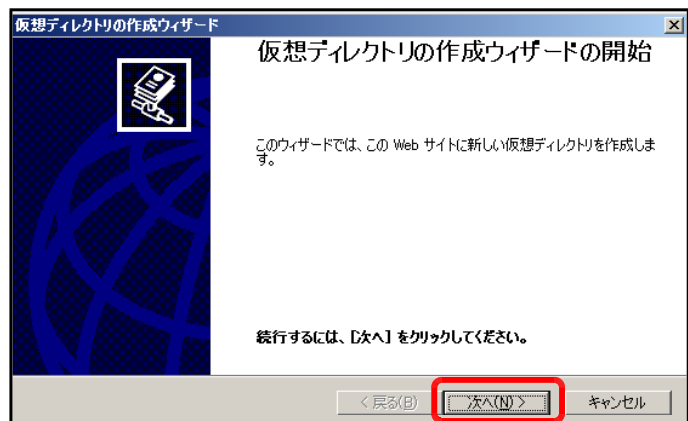 仮想ディレクトリの作成ウィザード
仮想ディレクトリの作成ウィザードの開始
このウィザードでは、この Web サイトに新しい仮想ディレクトリを作成しま
す。
続行するには、[次へ] をクリックしてください。
< 戻る(B) 次へ(N) > キャンセル